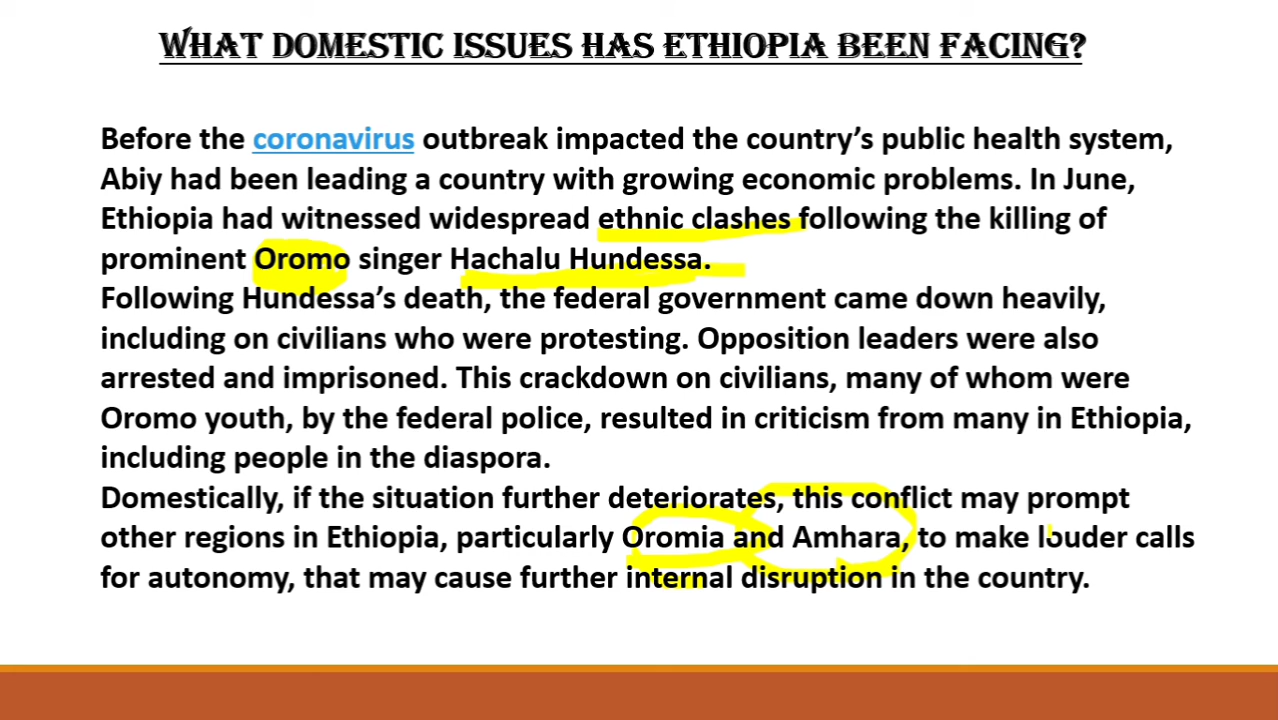 WHAT DOMESTIC ISSUES HAS ETHIOPIA BEEN FACING?
Before the coronavirus outbreak impacted the country’s public health system,
Abiy had been leading a country with growing economic problems. In June,
Ethiopia had witnessed widespread ethnic clashes following the killing of
prominent Oromo singer Hachalu Hundessa.
Following Hundessa’s death, the federal government came down heavily,
including on civilians who were protesting. Opposition leaders were also
arrested and imprisoned. This crackdown on civilians, many of whom were
Oromo youth, by the federal police, resulted in criticism from many in Ethiopia,
including people in the diaspora.
Domestically, if the situation further deteriorates, this conflict may prompt
other regions in Ethiopia, particularly Oromia and Amhara, to make louder calls
for autonomy, that may cause further internal disruption in the country.